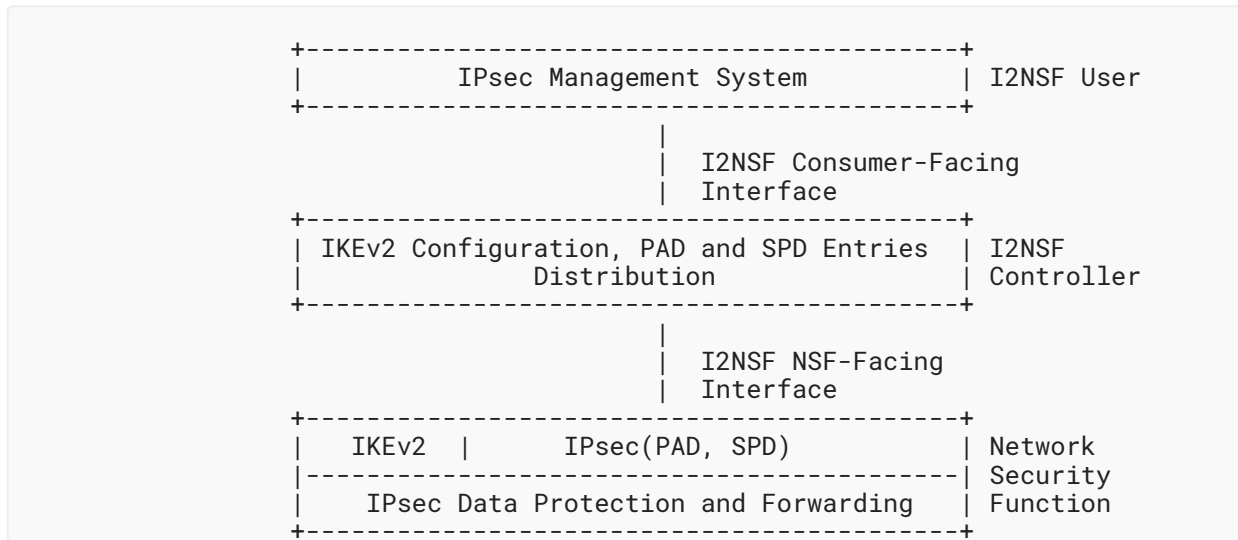 +-------------------------------------------+
| IPsec Management System | I2NSF User
+-------------------------------------------+
|
| I2NSF Consumer-Facing
| Interface
+-------------------------------------------+
| IKEv2 Configuration, PAD and SPD Entries | I2NSF
| Distribution | Controller
+-------------------------------------------+
|
| I2NSF NSF-Facing
| Interface
+-------------------------------------------+
| IKEv2 | IPsec(PAD, SPD) | Network
|-------------------------------------------| Security
| IPsec Data Protection and Forwarding | Function
+-------------------------------------------+